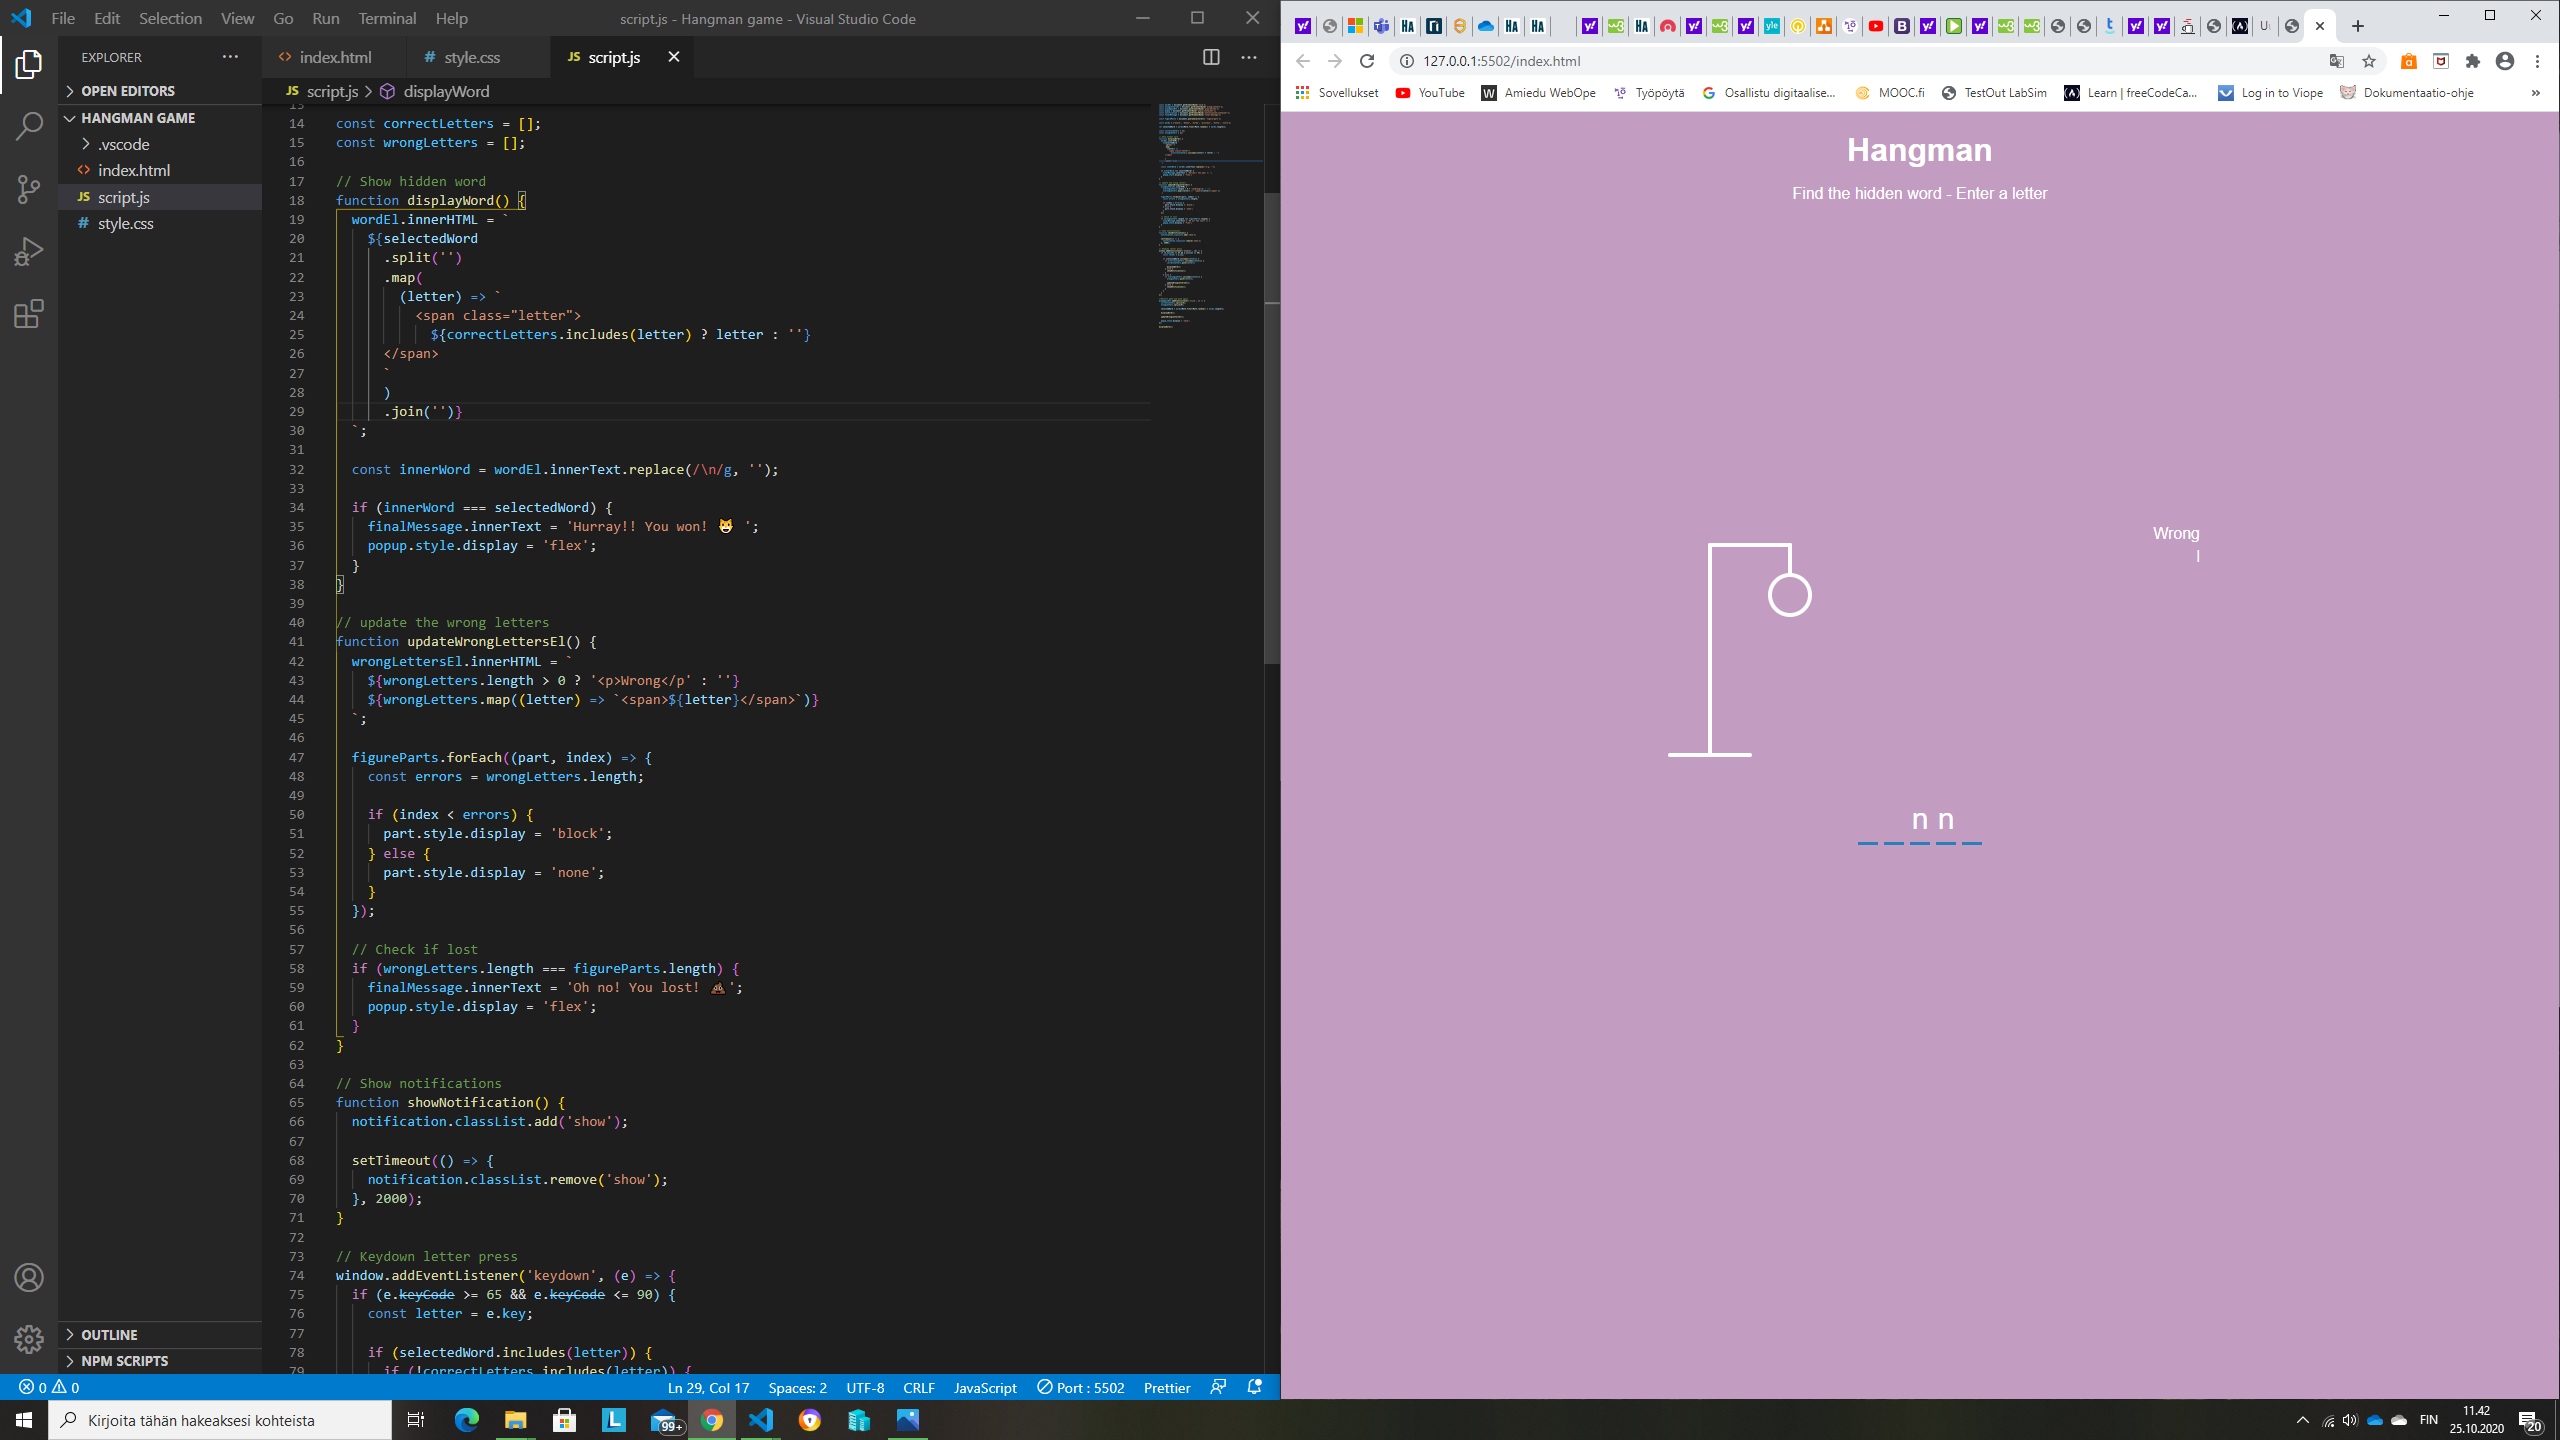 File Edit Selection View Go Run Terminal Help
script.js - Hangman game - Visual Studio Code
EXPLORER
OPEN EDITORS
HANGMAN GAME
.vscode
index.html
JS script.js
# style.css
OUTLINE
NPM SCRIPTS
index.html
# style.css
JS script.js
JS script.js > displayWord
13
14 const correctLetters = [];
15 const wrongLetters = [];
16
17 // Show hidden word
18 function displayWord() {
19 wordEl.innerHTML = `
20 ${selectedWord
21 .split('')
22 .map(
23 (letter) => `
24 <span class="letter">
25 ${correctLetters.includes(letter) ? letter : ''}
26 </span>
27 `
28 )
29 .join('')}
30 `;
31
32 const innerWord = wordEl.innerText.replace(/\n/g, '');
33
34 if (innerWord === selectedWord) {
35 finalMessage.innerText = 'Hurray!! You won! 😺 ';
36 popup.style.display = 'flex';
37 }
38 }
39
40 // update the wrong letters
41 function updateWrongLettersEl() {
42 wrongLettersEl.innerHTML = `
43 ${wrongLetters.length > 0 ? '<p>Wrong</p' : ''}
44 ${wrongLetters.map((letter) => `<span>${letter}</span>`)}
45 `;
46
47 figureParts.forEach((part, index) => {
48 const errors = wrongLetters.length;
49
50 if (index < errors) {
51 part.style.display = 'block';
52 } else {
53 part.style.display = 'none';
54 }
55 });
56
57 // Check if lost
58 if (wrongLetters.length === figureParts.length) {
59 finalMessage.innerText = 'Oh no! You lost! 💩';
60 popup.style.display = 'flex';
61 }
62 }
63
64 // Show notifications
65 function showNotification() {
66 notification.classList.add('show');
67
68 setTimeout(() => {
69 notification.classList.remove('show');
70 }, 2000);
71 }
72
73 // Keydown letter press
74 window.addEventListener('keydown', (e) => {
75 if (e.keyCode >= 65 && e.keyCode <= 90) {
76 const letter = e.key;
77
78 if (selectedWord.includes(letter)) {
79 if (!correctLetters.includes(letter)) {
0 0
Ln 29, Col 17 Spaces: 2 UTF-8 CRLF JavaScript Port : 5502 Prettier
127.0.0.1:5502/index.html
Sovellukset YouTube Amiedu WebOpe Työpöytä Osallistu digitaalise... MOOC.fi TestOut LabSim Learn | freeCodeCa... Log in to Viope Dokumentaatio-ohje »
Hangman
Find the hidden word - Enter a letter
Wrong
l
n n
Kirjoita tähän hakeaksesi kohteista
99+
FIN
11.42
25.10.2020
20